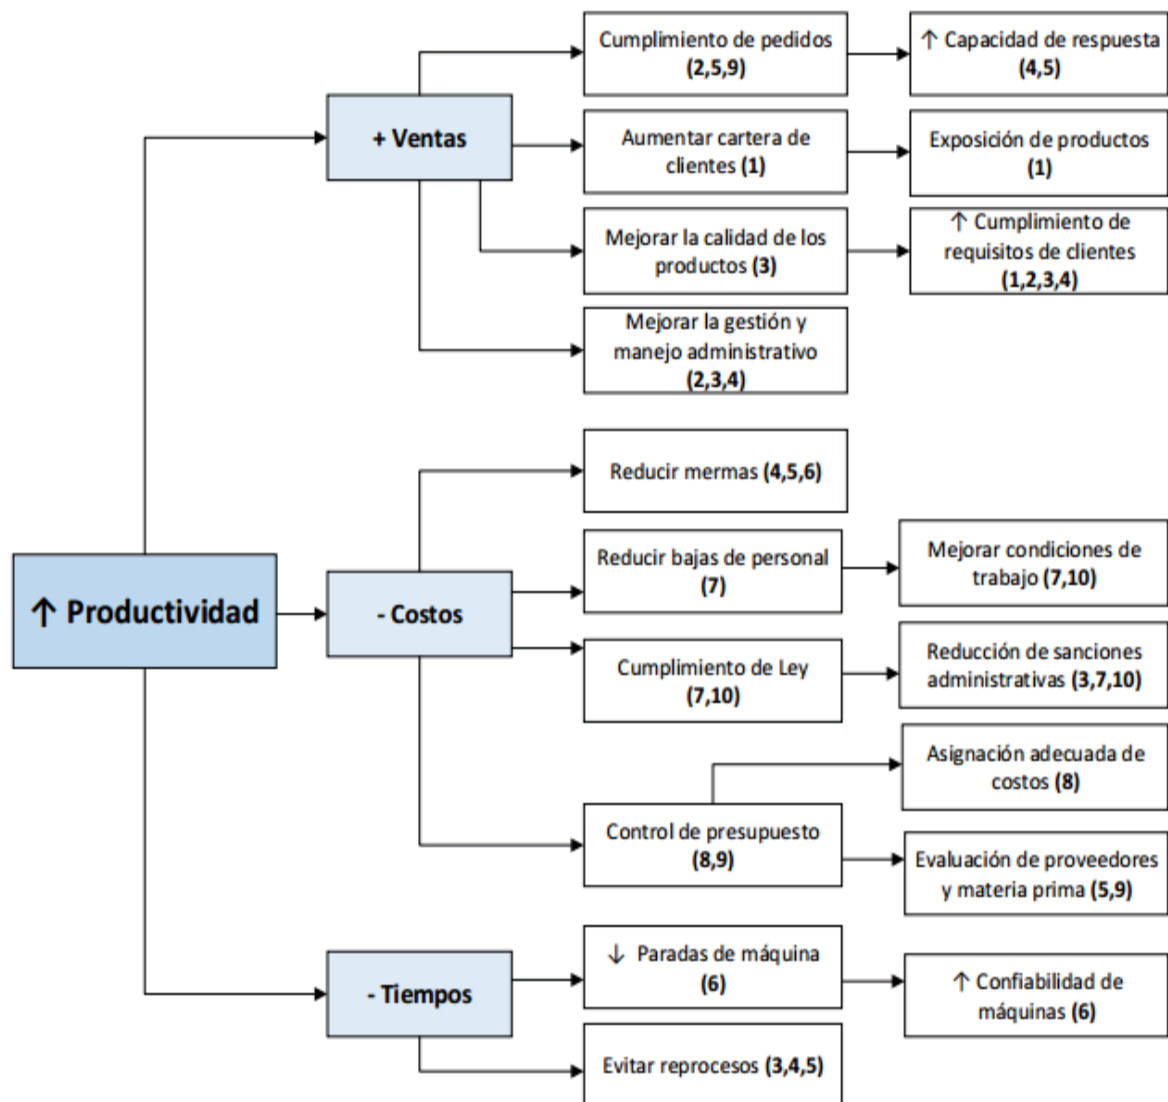 Cumplimiento de pedidos
(2,5,9)
↑ Capacidad de respuesta
(4,5)
+ Ventas
Aumentar cartera de
clientes (1)
Exposición de productos
(1)
Mejorar la calidad de los
productos (3)
↑ Cumplimiento de
requisitos de clientes
(1,2,3,4)
Mejorar la gestión y
manejo administrativo
(2,3,4)
Reducir mermas (4,5,6)
↑ Productividad
- Costos
Reducir bajas de personal
(7)
Mejorar condiciones de
trabajo (7,10)
Cumplimiento de Ley
(7,10)
Reducción de sanciones
administrativas (3,7,10)
Control de presupuesto
(8,9)
Asignación adecuada de
costos (8)
Evaluación de proveedores
y materia prima (5,9)
- Tiempos
↓ Paradas de máquina
(6)
↑ Confiabilidad de
máquinas (6)
Evitar reprocesos (3,4,5)